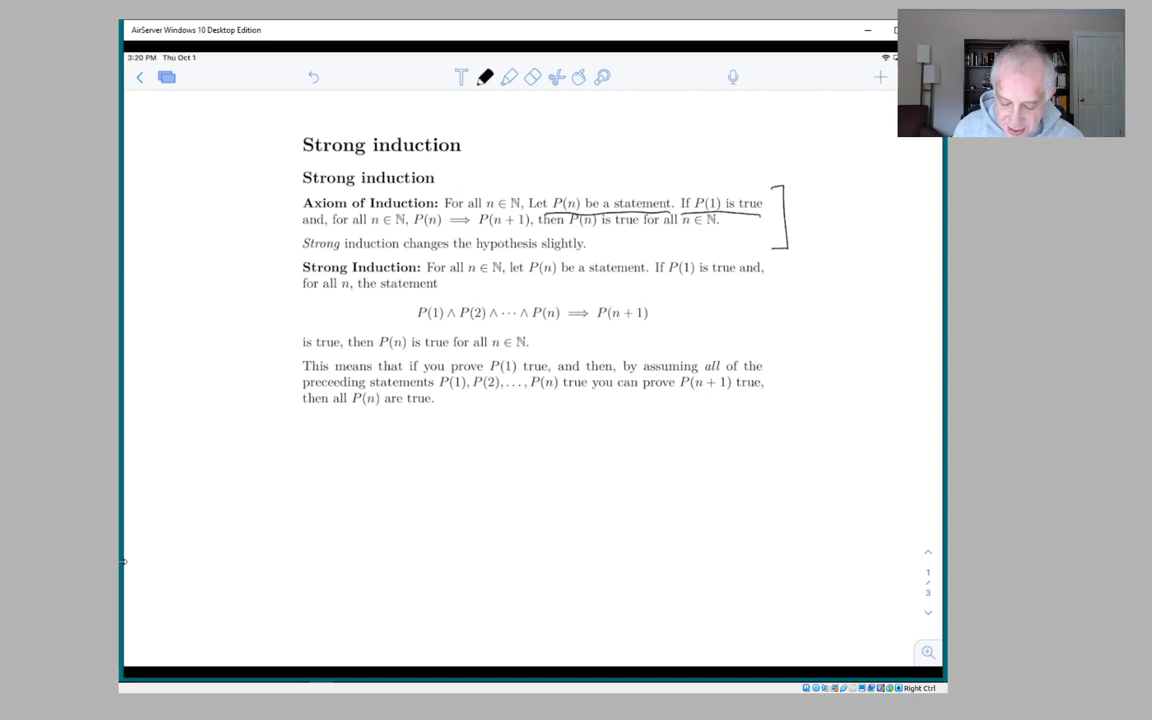 AirServer Windows 10 Desktop Edition
3:20 PM Thu Oct 1
Strong induction
Strong induction
Axiom of Induction: For all n ∈ ℕ, Let P(n) be a statement. If P(1) is true
and, for all n ∈ ℕ, P(n) ⟹ P(n + 1), then P(n) is true for all n ∈ ℕ.
Strong induction changes the hypothesis slightly.
Strong Induction: For all n ∈ ℕ, let P(n) be a statement. If P(1) is true and,
for all n, the statement
P(1) ∧ P(2) ∧ ⋯ ∧ P(n) ⟹ P(n + 1)
is true, then P(n) is true for all n ∈ ℕ.
This means that if you prove P(1) true, and then, by assuming all of the
preceeding statements P(1), P(2), . . . , P(n) true you can prove P(n + 1) true,
then all P(n) are true.
1
/
3
Right Ctrl